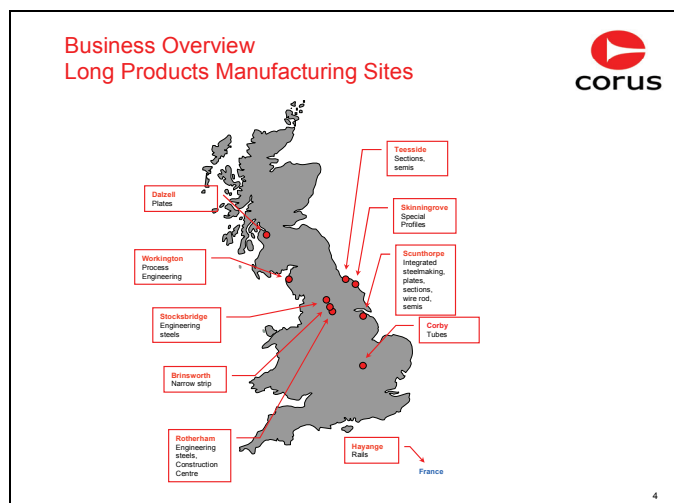 Business Overview
Long Products Manufacturing Sites
corus
Teesside
Sections,
semis
Dalzell
Plates
Skinningrove
Special
Profiles
Workington
Process
Engineering
Scunthorpe
Integrated
steelmaking,
plates,
sections,
wire rod,
semis
Stocksbridge
Engineering
steels
Corby
Tubes
Brinsworth
Narrow strip
Rotherham
Engineering
steels,
Construction
Centre
Hayange
Rails
France
4